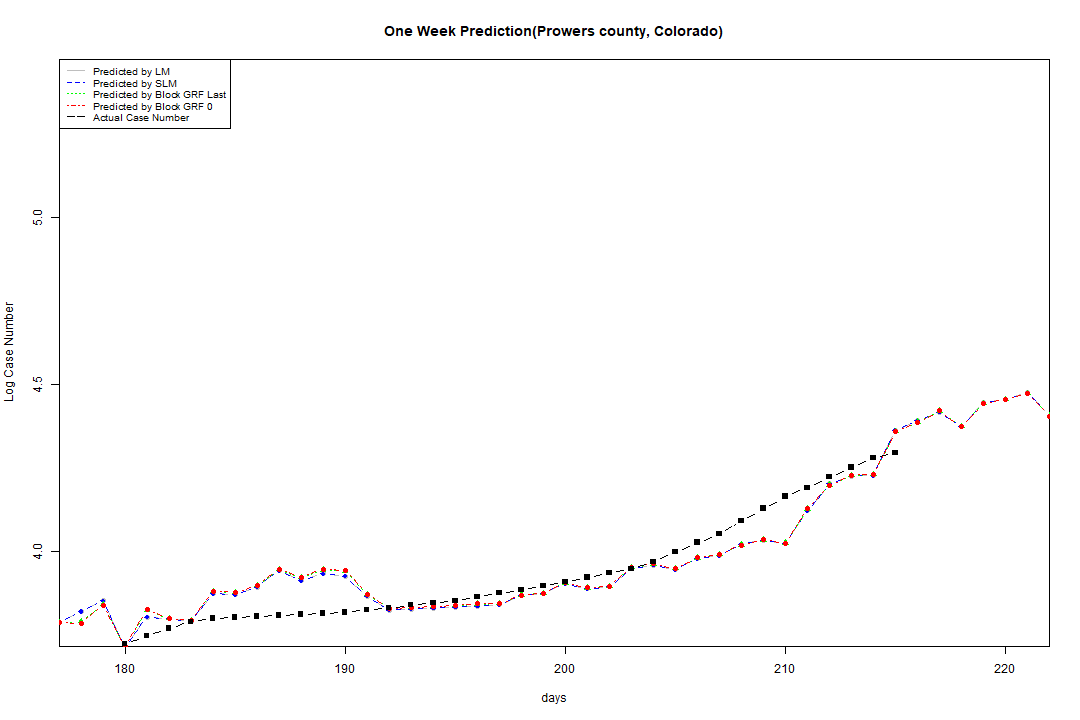 One Week Prediction(Prowers county, Colorado)
Predicted by LM
Predicted by SLM
Predicted by Block GRF Last
Predicted by Block GRF 0
Actual Case Number
5.0
4.5
4.0
Log Case Number
180 190 200 210 220
days